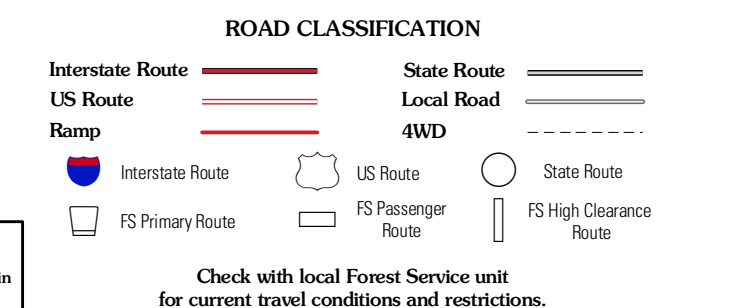 ROAD CLASSIFICATION
Interstate Route
State Route
US Route
Local Road
Ramp
4WD
Interstate Route
US Route
State Route
FS Primary Route
FS Passenger
Route
FS High Clearance
Route
in
Check with local Forest Service unit
for current travel conditions and restrictions.